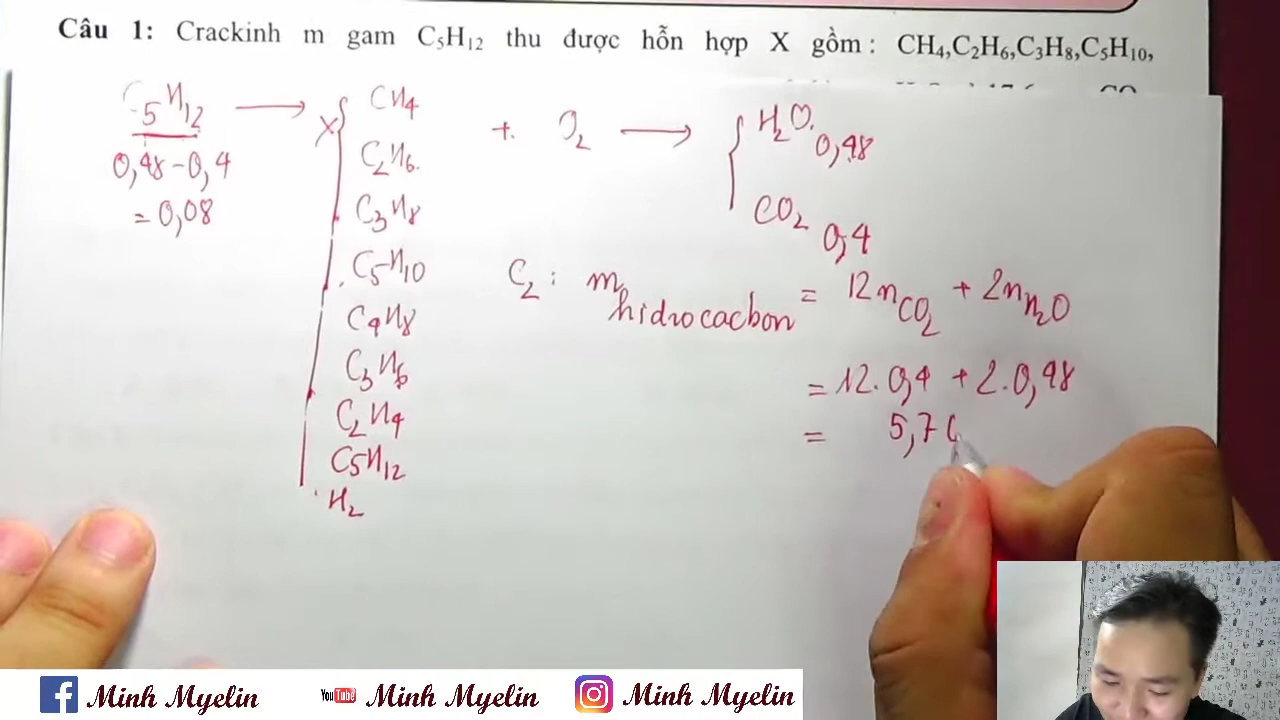 Câu 1: Crackinh m gam C₅H₁₂ thu được hỗn hợp X gồm : CH₄,C₂H₆,C₃H₈,C₅H₁₀,
C₅H₁₂ → X { CH₄ + O₂ → { H₂O 0,48
0,48 - 0,4
= 0,08
C₂H₆
C₃H₈
CO₂ 0,4
C₅H₁₀
C₂ : m hidrocacbon = 12nCO₂ + 2nH₂O
C₄H₈
C₃H₆
= 12.0,4 + 2.0,48
C₂H₄
= 5,76
C₅H₁₂
H₂
Minh Myelin
YouTube Minh Myelin
Minh Myelin